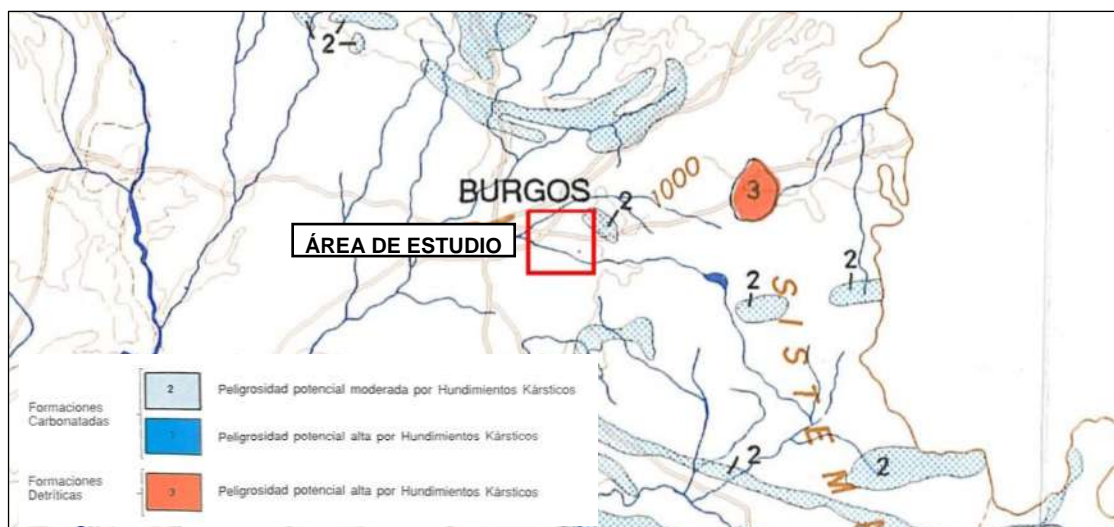 2
BURGOS
2
1000
3
ÁREA DE ESTUDIO
2
2
SISTEM
2
2
Formaciones
Carbonatadas
2
Peligrosidad potencial moderada por Hundimientos Kársticos
Peligrosidad potencial alta por Hundimientos Kársticos
Formaciones
Detríticas
3
Peligrosidad potencial alta por Hundimientos Kársticos